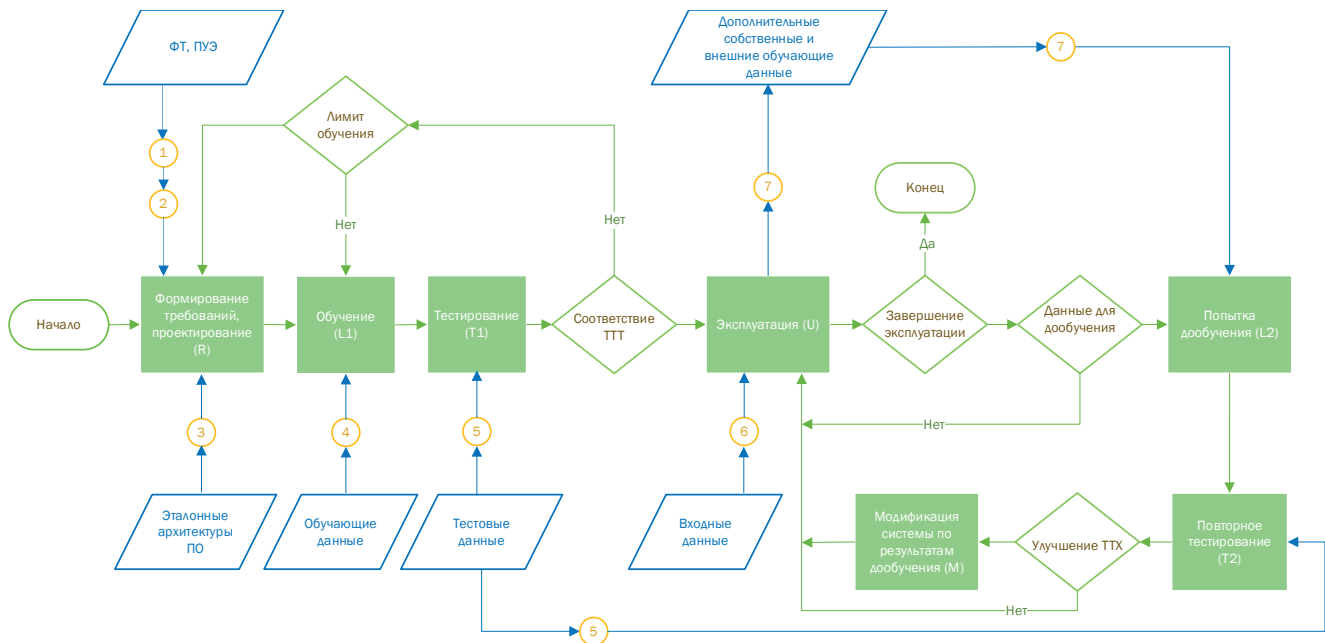 ФТ, ПУЭ
Дополнительные
собственные и
внешние обучающие
данные
7
Лимит
обучения
1
2
7
Конец
Нет
Нет
Да
Начало
Формирование
требований,
проектирование
(R)
Обучение
(L1)
Тестирование
(T1)
Соответствие
ТТТ
Эксплуатация (U)
Завершение
эксплуатации
Данные для
дообучения
Попытка
дообучения (L2)
3
4
5
6
Нет
Эталонные
архитектуры
ПО
Обучающие
данные
Тестовые
данные
Входные
данные
Модификация
системы по
результатам
дообучения (M)
Улучшение ТТХ
Повторное
тестирование
(T2)
Нет
5